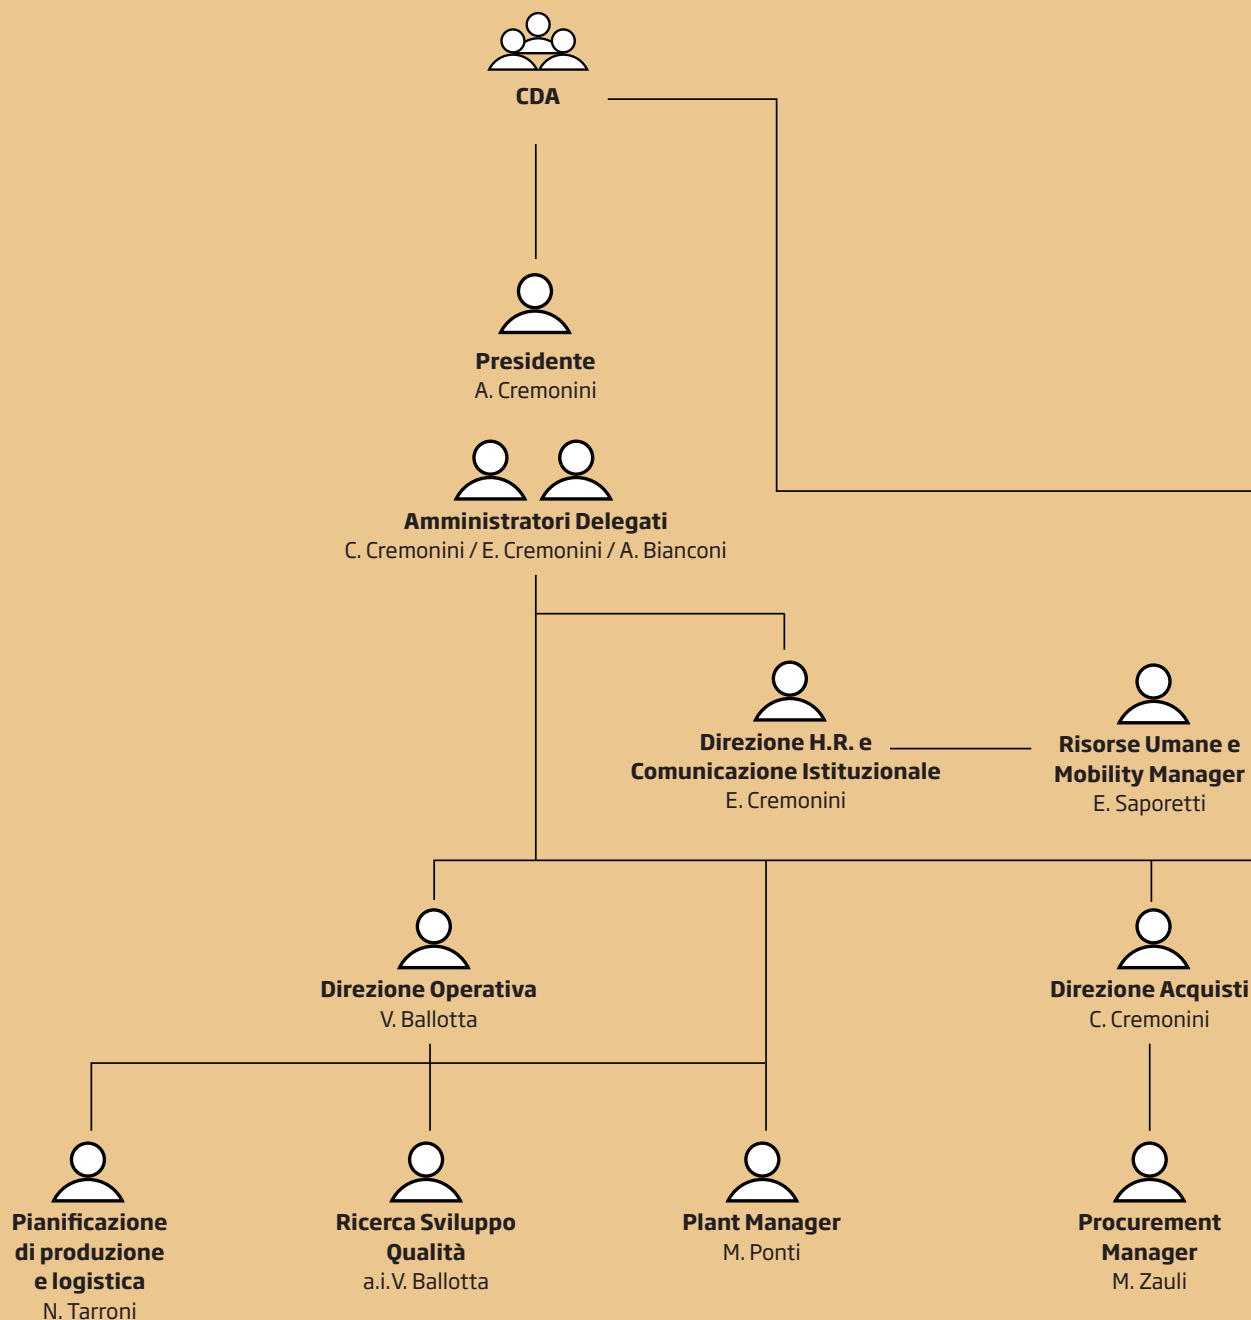 CDA
Presidente
A. Cremonini
Amministratori Delegati
C. Cremonini / E. Cremonini / A. Bianconi
Direzione H.R. e
Comunicazione Istituzionale
E. Cremonini
Risorse Umane e
Mobility Manager
E. Saporetti
Direzione Operativa
V. Ballotta
Direzione Acquisti
C. Cremonini
Pianificazione
di produzione
e logistica
N. Tarroni
Ricerca Sviluppo
Qualità
a.i.V. Ballotta
Plant Manager
M. Ponti
Procurement
Manager
M. Zauli